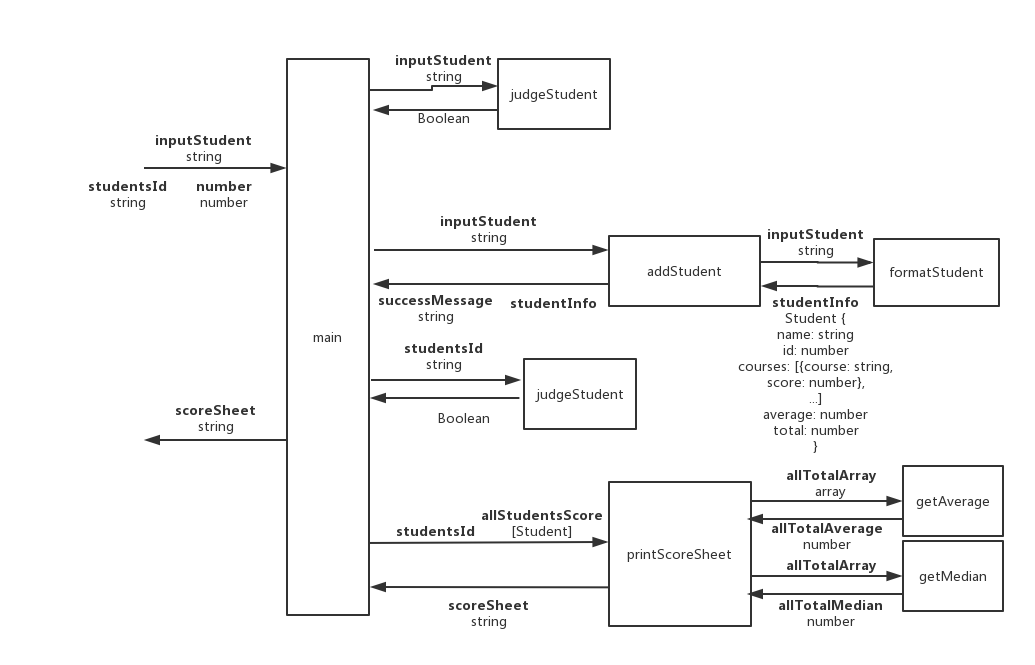 inputStudent
string
judgeStudent
Boolean
inputStudent
string
studentsId
string
number
number
inputStudent
string
addStudent
successMessage
string
studentInfo
inputStudent
string
formatStudent
studentInfo
Student {
name: string
id: number
courses: [{course: string,
score: number},
...]
average: number
total: number
}
main
studentsId
string
judgeStudent
Boolean
scoreSheet
string
studentsId
allStudentsScore
[Student]
printScoreSheet
scoreSheet
string
allTotalArray
array
getAverage
allTotalAverage
number
allTotalArray
getMedian
allTotalMedian
number